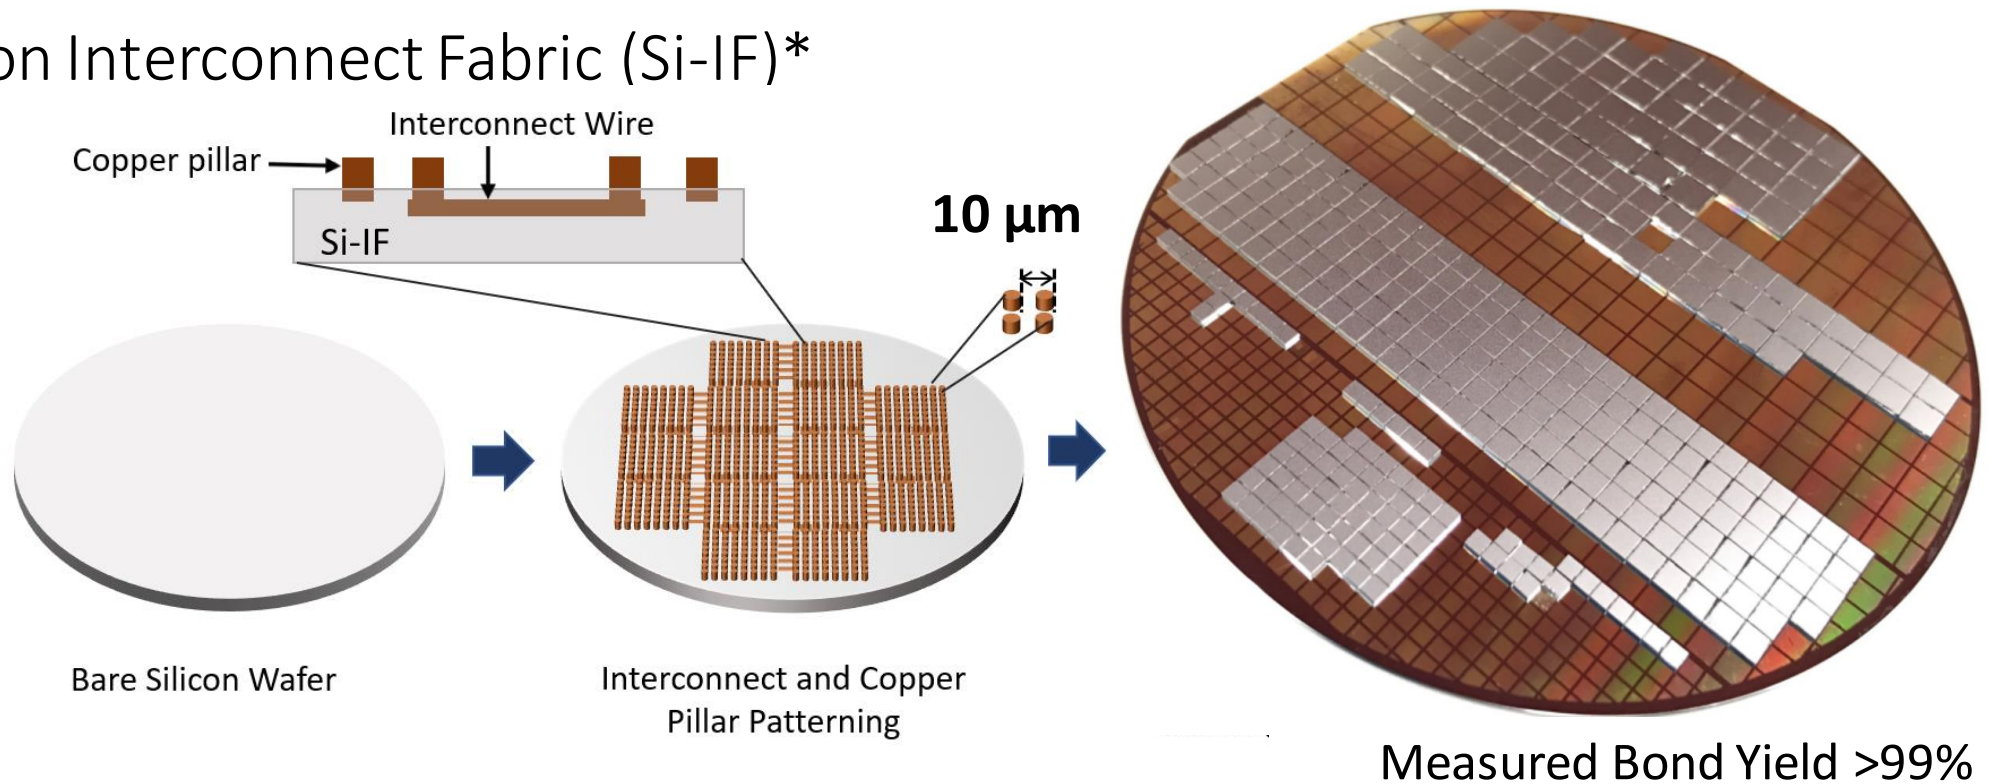 on Interconnect Fabric (Si-IF)*
Interconnect Wire
Copper pillar
Si-IF
10 µm
Bare Silicon Wafer
Interconnect and Copper
Pillar Patterning
Measured Bond Yield >99%